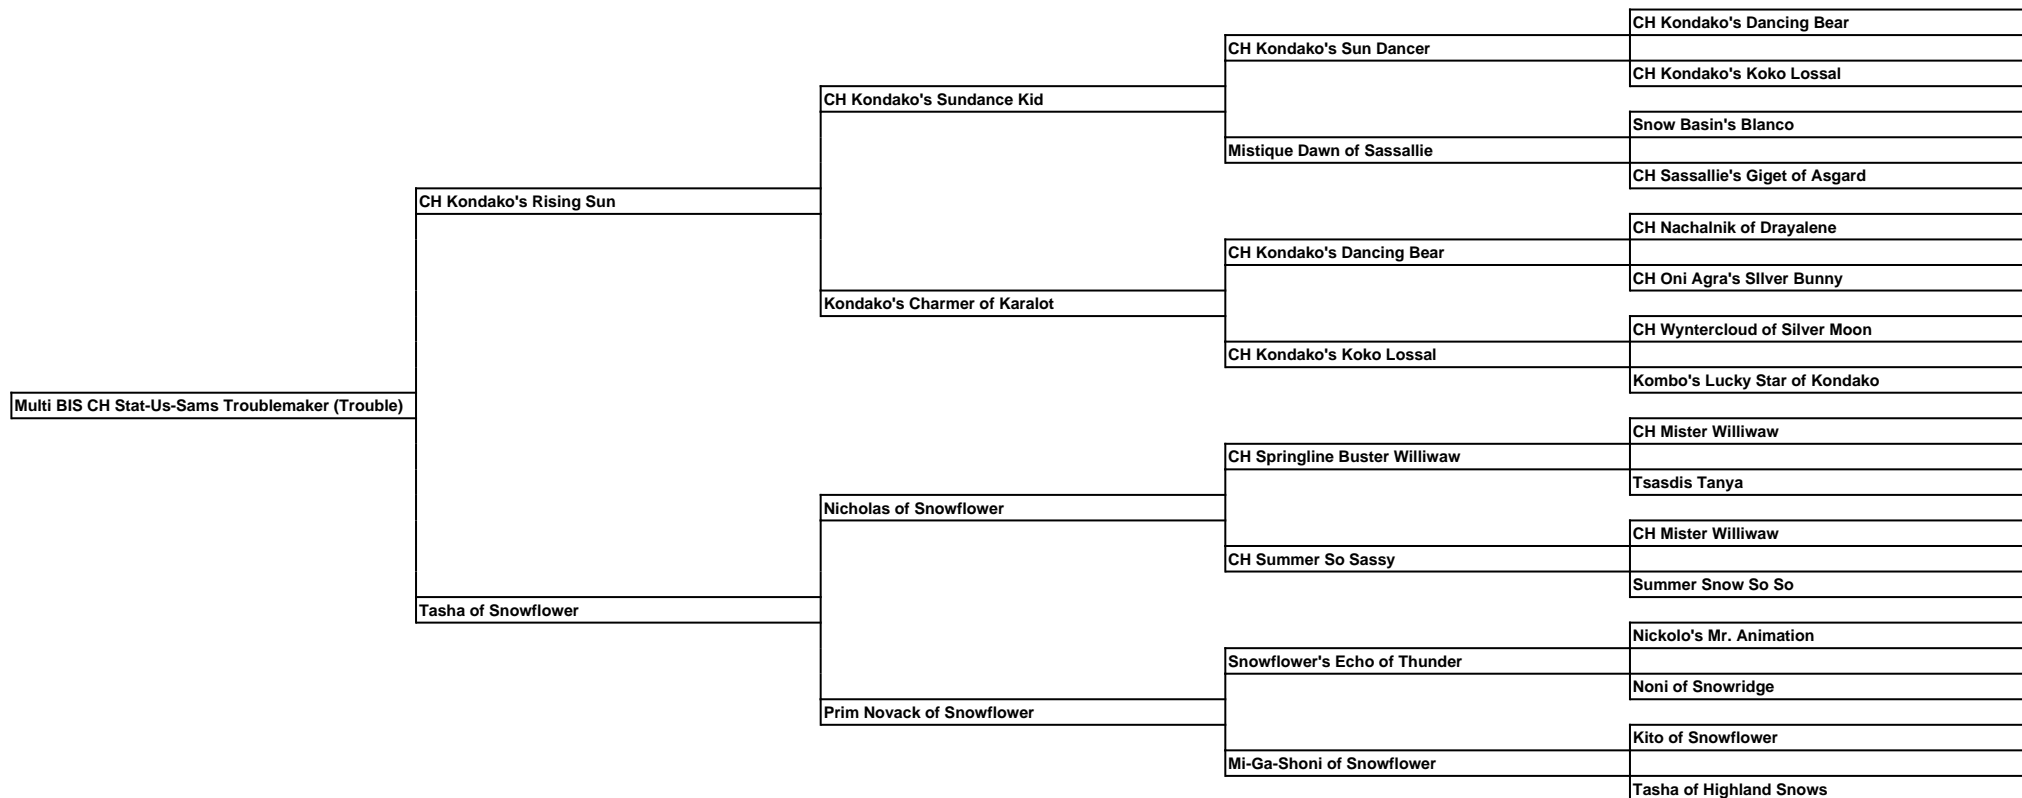 CH Kondako's Dancing Bear
CH Kondako's Sun Dancer
CH Kondako's Koko Lossal
CH Kondako's Sundance Kid
Snow Basin's Blanco
Mistique Dawn of Sassallie
CH Sassallie's Giget of Asgard
CH Kondako's Rising Sun
CH Nachalnik of Drayalene
CH Kondako's Dancing Bear
CH Oni Agra's SIlver Bunny
Kondako's Charmer of Karalot
CH Wyntercloud of Silver Moon
CH Kondako's Koko Lossal
Kombo's Lucky Star of Kondako
Multi BIS CH Stat-Us-Sams Troublemaker (Trouble)
CH Mister Williwaw
CH Springline Buster Williwaw
Tsasdis Tanya
Nicholas of Snowflower
CH Mister Williwaw
CH Summer So Sassy
Summer Snow So So
Tasha of Snowflower
Nickolo's Mr. Animation
Snowflower's Echo of Thunder
Noni of Snowridge
Prim Novack of Snowflower
Kito of Snowflower
Mi-Ga-Shoni of Snowflower
Tasha of Highland Snows